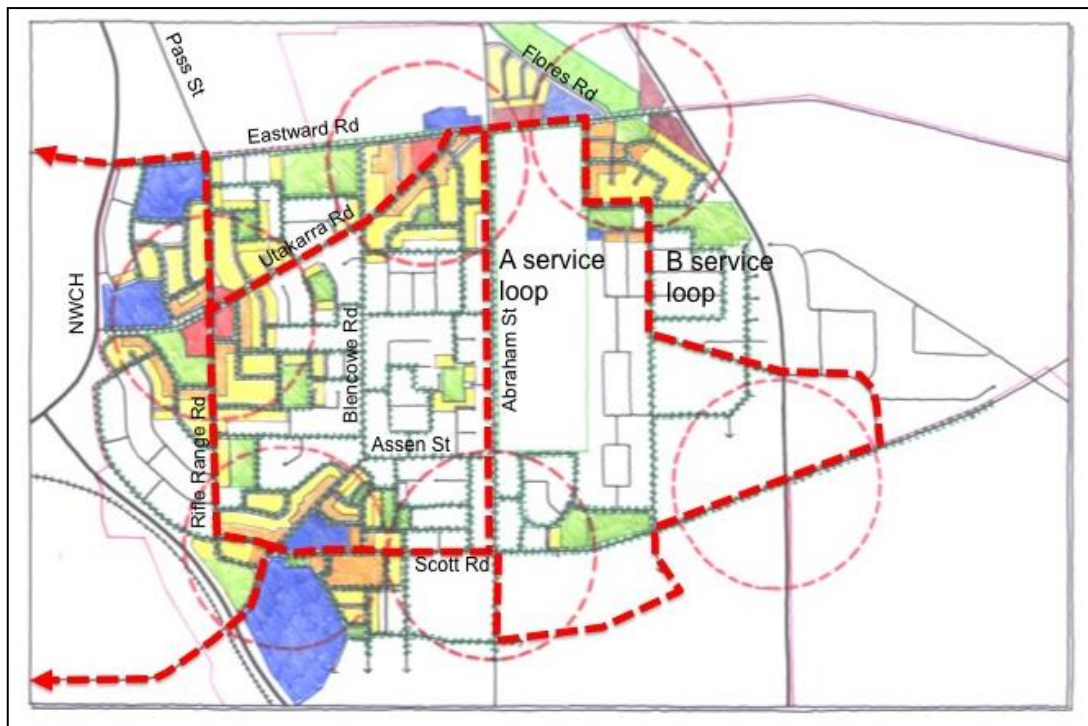 Pass St
Flores Rd
Eastward Rd
Utakarra Rd
NWCH
A service
loop
B service
loop
Blencowe Rd
Abraham St
Rifle Range Rd
Assen St
Scott Rd